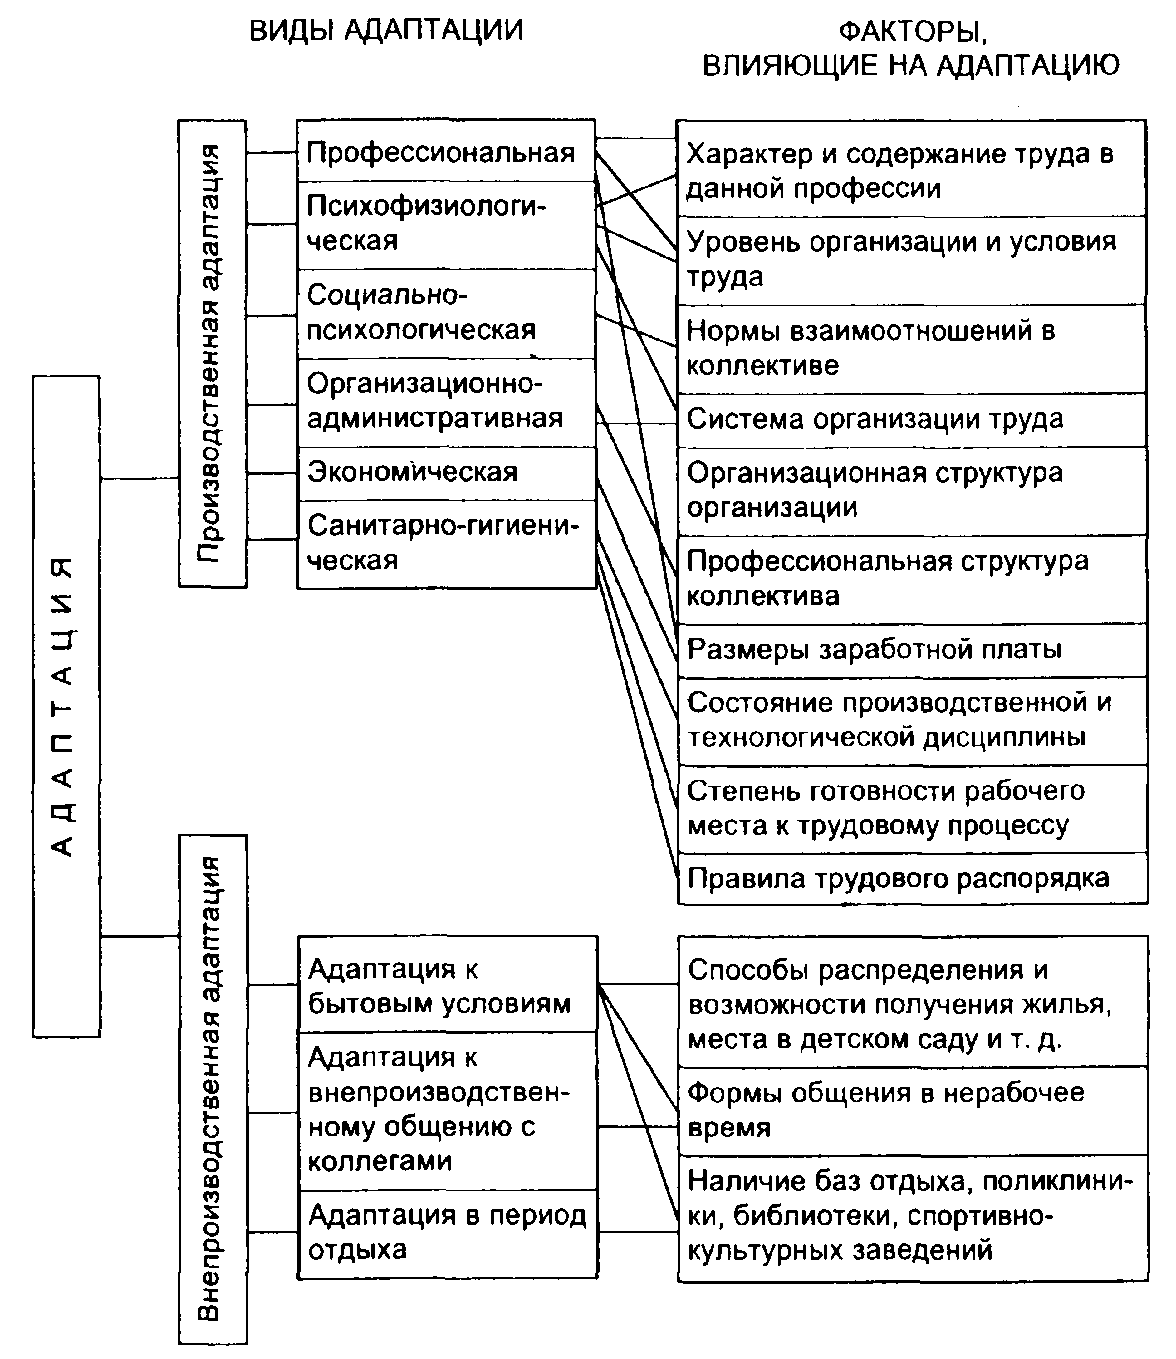 ВИДЫ АДАПТАЦИИ
ФАКТОРЫ,
ВЛИЯЮЩИЕ НА АДАПТАЦИЮ
АДАПТАЦИЯ
Производственная адаптация
Профессиональная
Психофизиологи-
ческая
Социально-
психологическая
Организационно-
административная
Экономическая
Санитарно-гигиени-
ческая
Характер и содержание труда в
данной профессии
Уровень организации и условия
труда
Нормы взаимоотношений в
коллективе
Система организации труда
Организационная структура
организации
Профессиональная структура
коллектива
Размеры заработной платы
Состояние производственной и
технологической дисциплины
Степень готовности рабочего
места к трудовому процессу
Правила трудового распорядка
Внепроизводственная адаптация
Адаптация к
бытовым условиям
Адаптация к
внепроизводствен-
ному общению с
коллегами
Адаптация в период
отдыха
Способы распределения и
возможности получения жилья,
места в детском саду и т. д.
Формы общения в нерабочее
время
Наличие баз отдыха, поликлини-
ки, библиотеки, спортивно-
культурных заведений